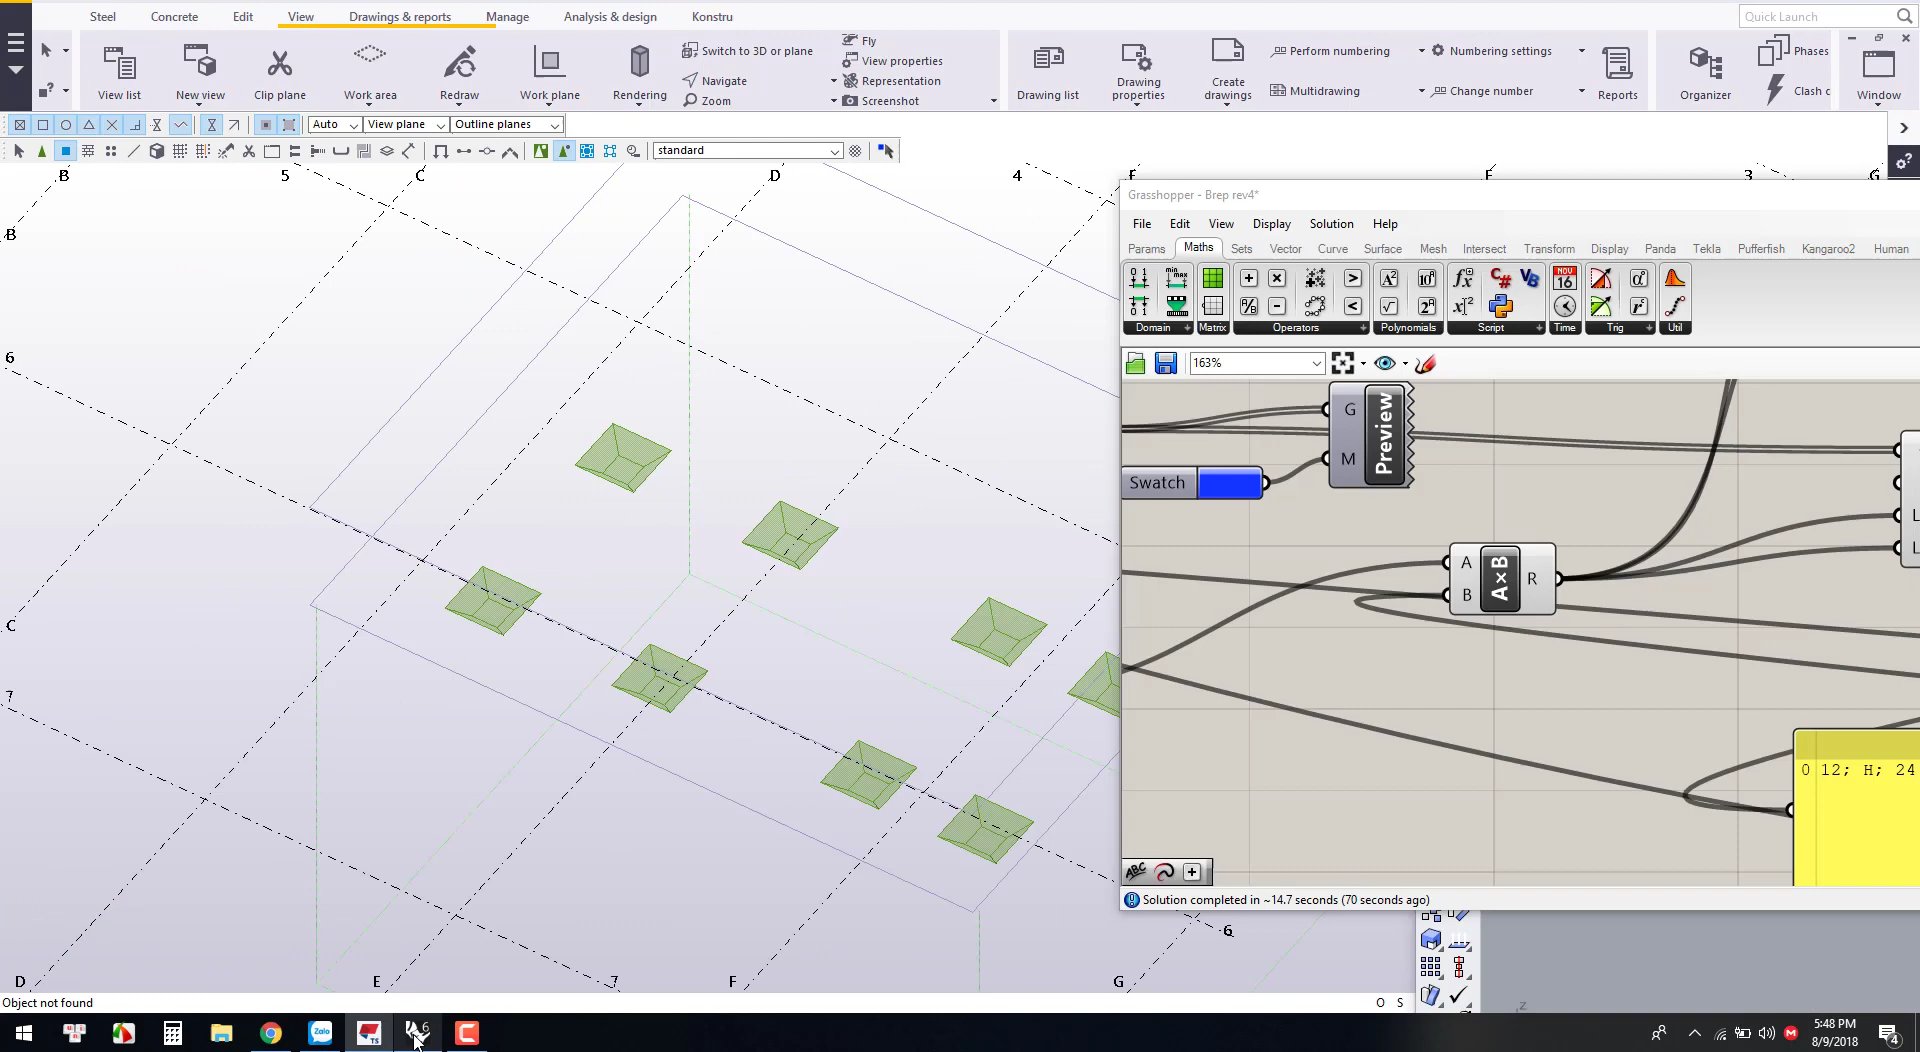 Steel Concrete Edit View Drawings & reports Manage Analysis & design Konstru
Quick Launch
View list
New view
Clip plane
Work area
Redraw
Work plane
Rendering
Switch to 3D or plane
Navigate
Zoom
Fly
View properties
Representation
Screenshot
Drawing list
Drawing
properties
Create
drawings
Perform numbering
Multidrawing
Numbering settings
Change number
Reports
Organizer
Phases
Clash c
Window
Auto View plane Outline planes
standard
B 5 C D 4 3
B
6
C
7
D E 7 F G
6
Grasshopper - Brep rev4*
File Edit View Display Solution Help
Params Maths Sets Vector Curve Surface Mesh Intersect Transform Display Panda Tekla Pufferfish Kangaroo2 Human
Domain Matrix Operators Polynomials Script Time Trig Util
163%
G
M
Preview
Swatch
A
B
A×B
R
L
L
0 12; H; 24
Solution completed in ~14.7 seconds (70 seconds ago)
Object not found
O S
Z
Zalo
TS
6
5:48 PM
8/9/2018
4